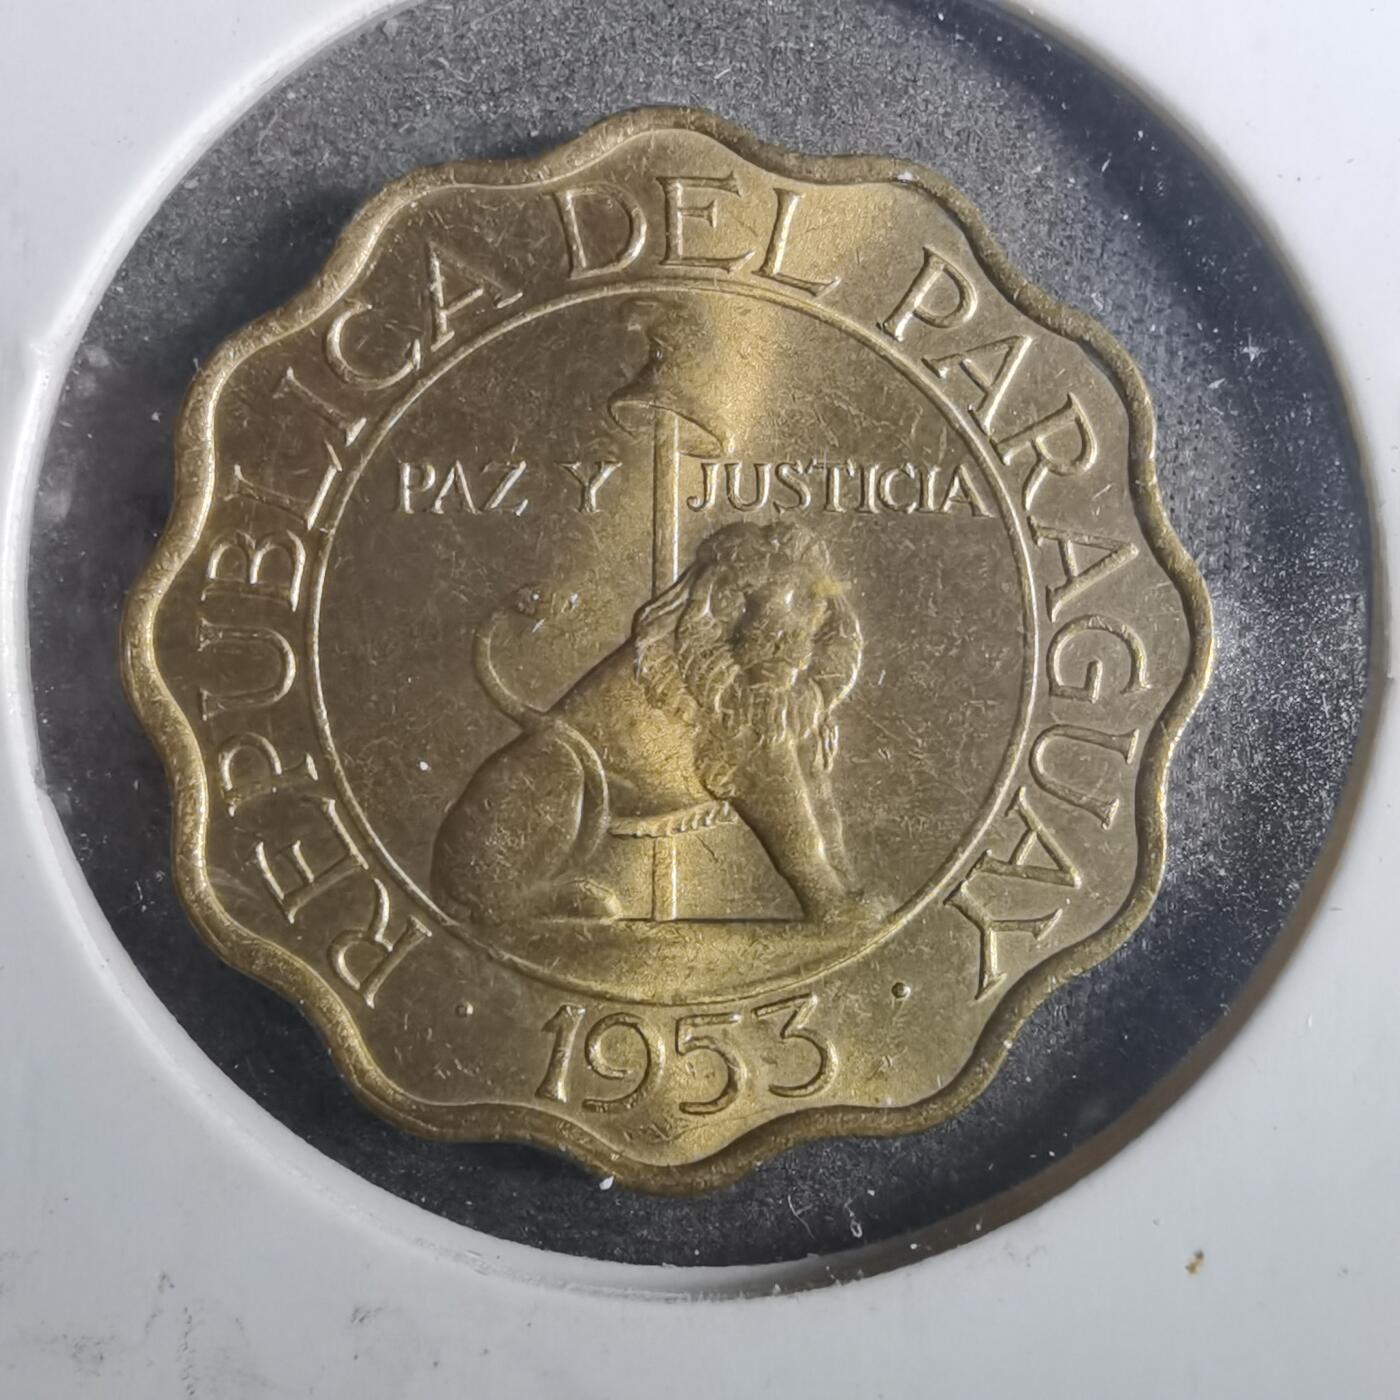 REPUBLICA DEL PARAGUAY
PAZ Y JUSTICIA
· 1953 ·